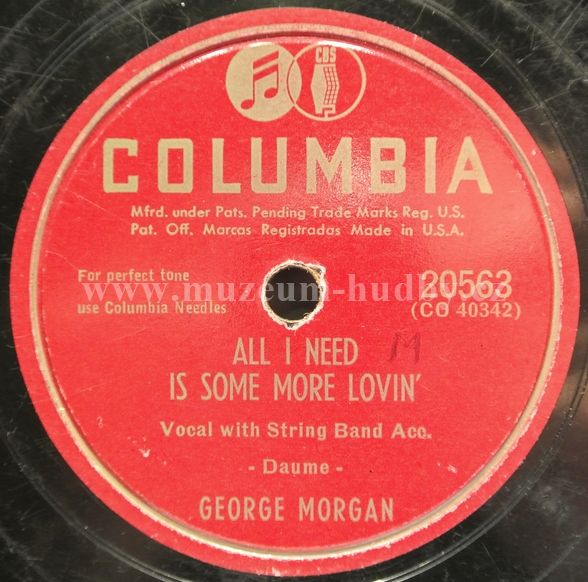 CBS
COLUMBIA
Mfrd. under Pats. Pending Trade Marks Reg. U.S.
Pat. Off. Marcas Registradas Made in U.S.A.
For perfect tone
use Columbia Needles
20563
(CO 40342)
www.muzeum-hudby.cz
ALL I NEED M
IS SOME MORE LOVIN'
Vocal with String Band Acc.
- Daume -
GEORGE MORGAN